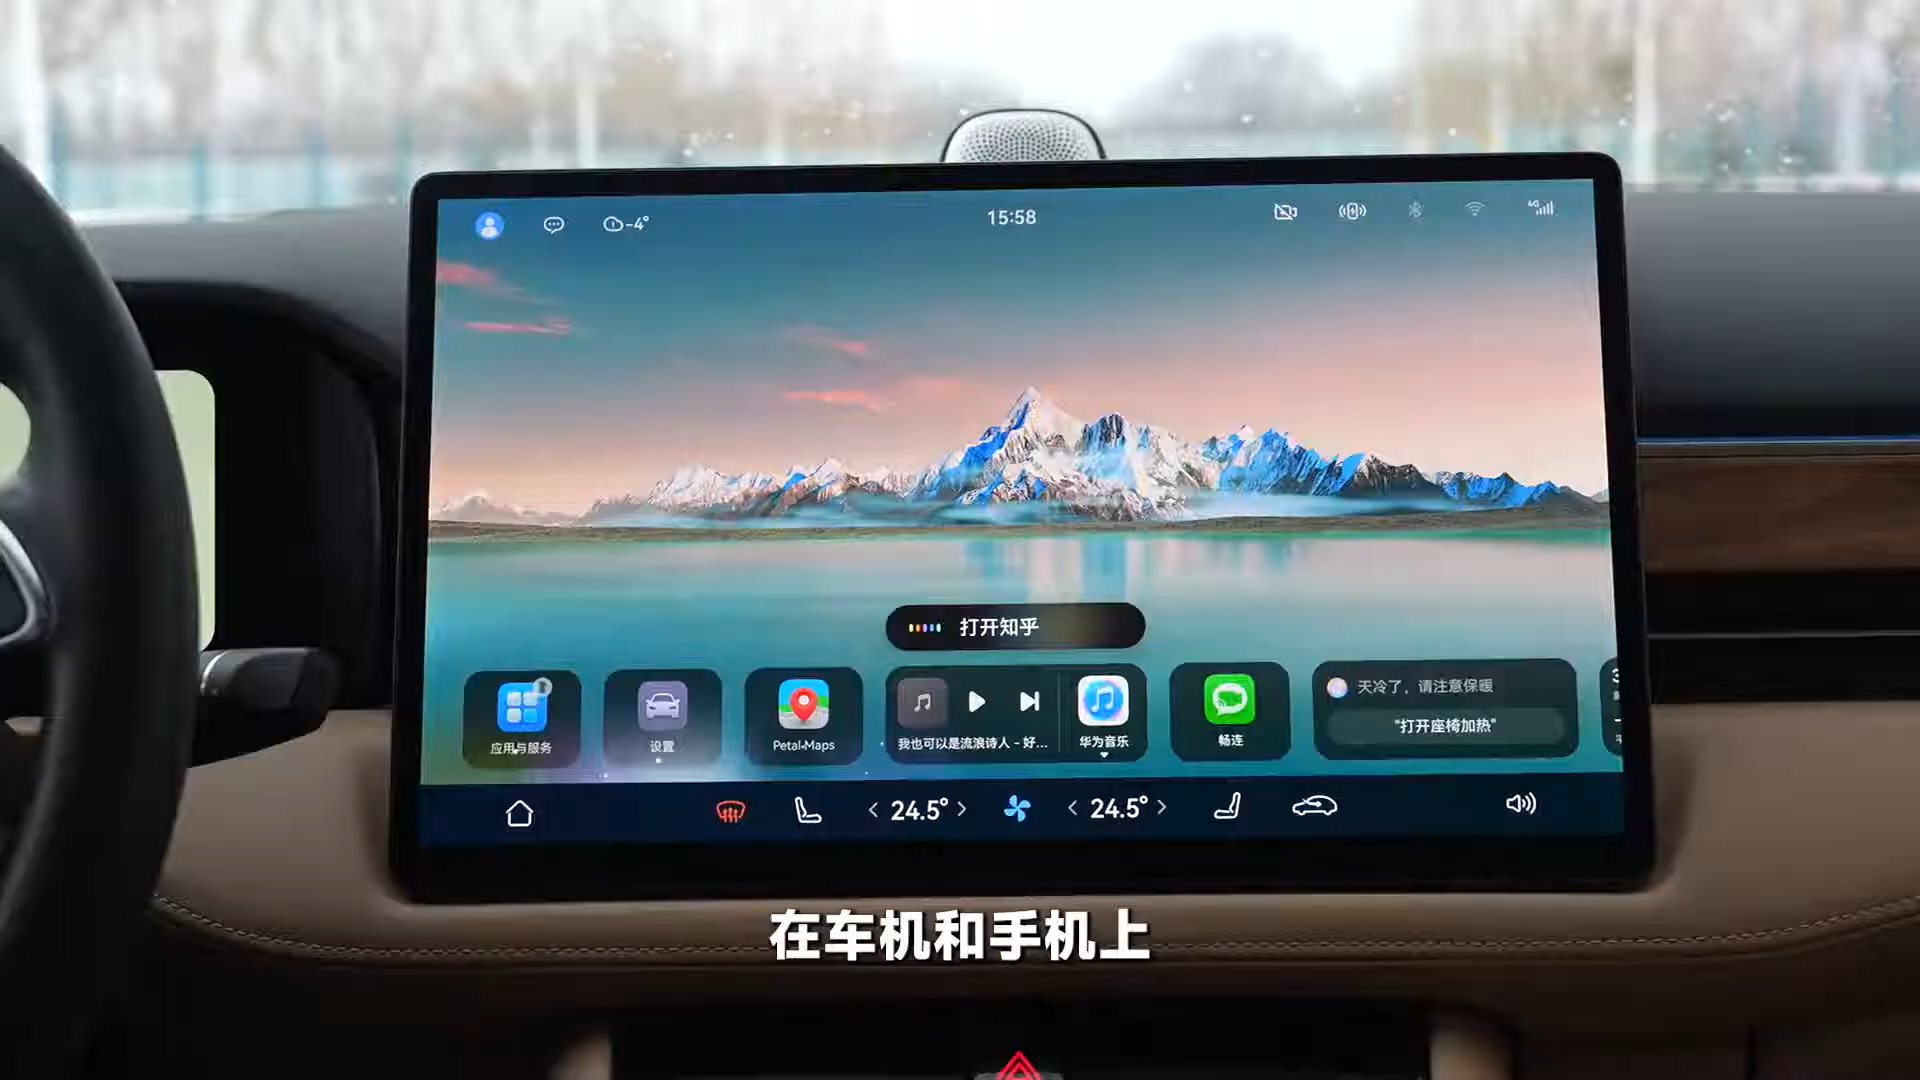 -4°
15:58
4G
打开知乎
天冷了，请注意保暖
“打开座椅加热”
应用与服务
设置
Petal Maps
我也可以是流浪诗人 - 好...
华为音乐
畅连
24.5°
24.5°
在车机和手机上